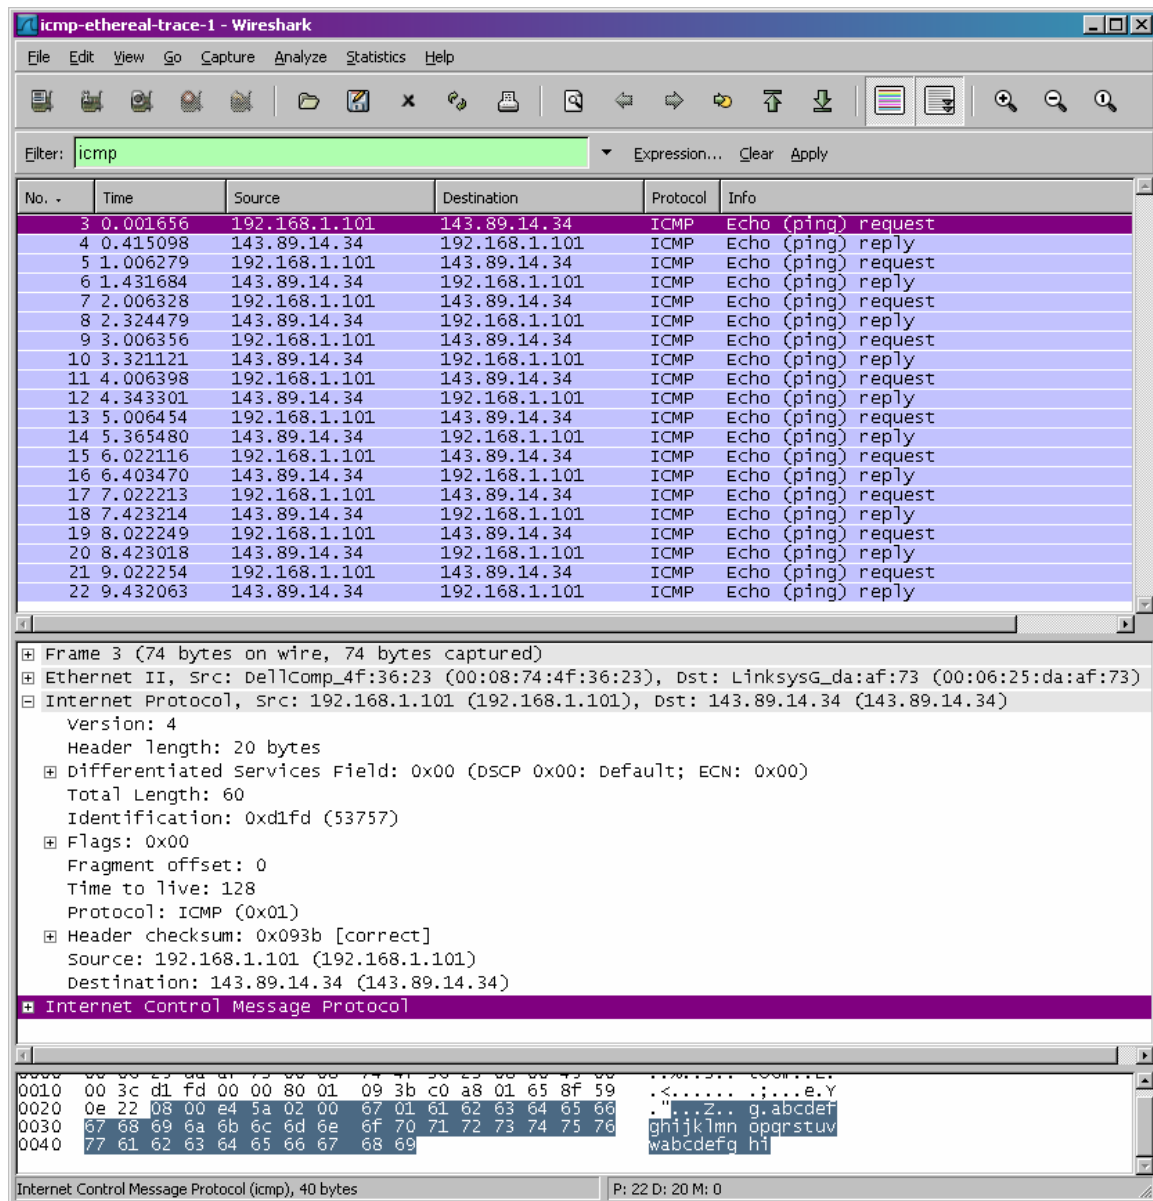 icmp-ethereal-trace-1 - Wireshark
File Edit View Go Capture Analyze Statistics Help
Filter: icmp Expression... Clear Apply
No. Time Source Destination Protocol Info
3 0.001656 192.168.1.101 143.89.14.34 ICMP Echo (ping) request
4 0.415098 143.89.14.34 192.168.1.101 ICMP Echo (ping) reply
5 1.006279 192.168.1.101 143.89.14.34 ICMP Echo (ping) request
6 1.431684 143.89.14.34 192.168.1.101 ICMP Echo (ping) reply
7 2.006328 192.168.1.101 143.89.14.34 ICMP Echo (ping) request
8 2.324479 143.89.14.34 192.168.1.101 ICMP Echo (ping) reply
9 3.006356 192.168.1.101 143.89.14.34 ICMP Echo (ping) request
10 3.321121 143.89.14.34 192.168.1.101 ICMP Echo (ping) reply
11 4.006398 192.168.1.101 143.89.14.34 ICMP Echo (ping) request
12 4.343301 143.89.14.34 192.168.1.101 ICMP Echo (ping) reply
13 5.006454 192.168.1.101 143.89.14.34 ICMP Echo (ping) request
14 5.365480 143.89.14.34 192.168.1.101 ICMP Echo (ping) reply
15 6.022116 192.168.1.101 143.89.14.34 ICMP Echo (ping) request
16 6.403470 143.89.14.34 192.168.1.101 ICMP Echo (ping) reply
17 7.022213 192.168.1.101 143.89.14.34 ICMP Echo (ping) request
18 7.423214 143.89.14.34 192.168.1.101 ICMP Echo (ping) reply
19 8.022249 192.168.1.101 143.89.14.34 ICMP Echo (ping) request
20 8.423018 143.89.14.34 192.168.1.101 ICMP Echo (ping) reply
21 9.022254 192.168.1.101 143.89.14.34 ICMP Echo (ping) request
22 9.432063 143.89.14.34 192.168.1.101 ICMP Echo (ping) reply
Frame 3 (74 bytes on wire, 74 bytes captured)
Ethernet II, Src: DellComp_4f:36:23 (00:08:74:4f:36:23), Dst: LinksysG_da:af:73 (00:06:25:da:af:73)
Internet Protocol, Src: 192.168.1.101 (192.168.1.101), Dst: 143.89.14.34 (143.89.14.34)
Version: 4
Header length: 20 bytes
Differentiated Services Field: 0x00 (DSCP 0x00: Default; ECN: 0x00)
Total Length: 60
Identification: 0xd1fd (53757)
Flags: 0x00
Fragment offset: 0
Time to live: 128
Protocol: ICMP (0x01)
Header checksum: 0x093b [correct]
Source: 192.168.1.101 (192.168.1.101)
Destination: 143.89.14.34 (143.89.14.34)
Internet Control Message Protocol
0010 00 3c d1 fd 00 00 80 01 09 3b c0 a8 01 65 8f 59 .<...... .;...e.Y
0020 0e 22 08 00 e4 5a 02 00 67 01 61 62 63 64 65 66 ."...Z.. g.abcdef
0030 67 68 69 6a 6b 6c 6d 6e 6f 70 71 72 73 74 75 76 ghijklmn opqrstuv
0040 77 61 62 63 64 65 66 67 68 69 wabcdefg hi
Internet Control Message Protocol (icmp), 40 bytes P: 22 D: 20 M: 0